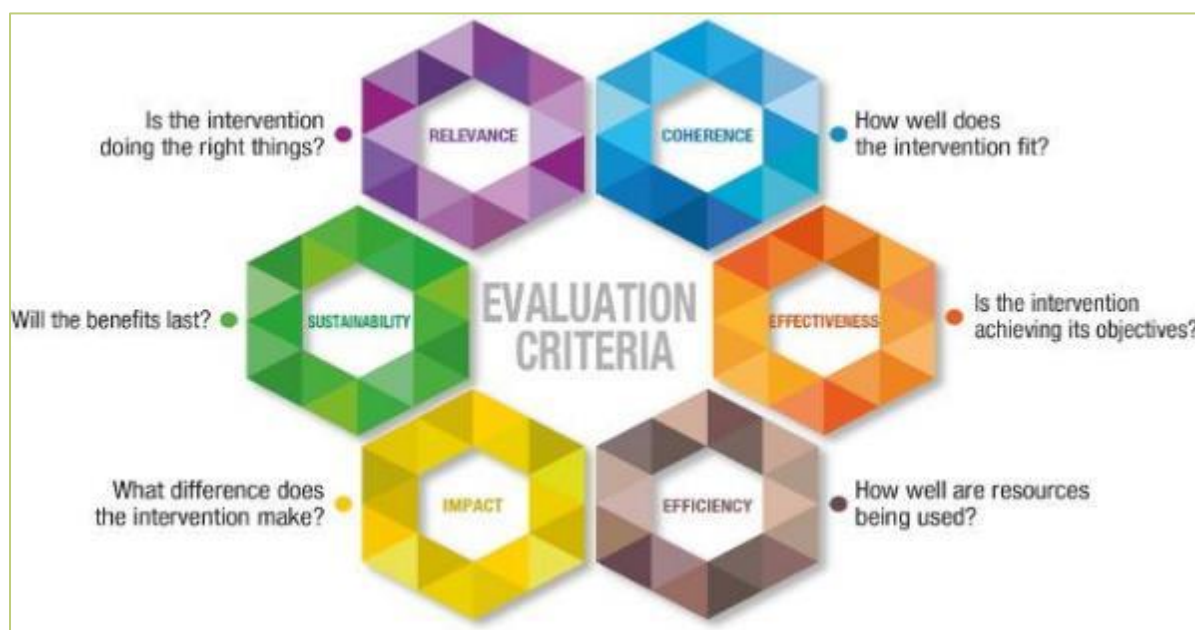 Is the intervention
doing the right things?
RELEVANCE
COHERENCE
How well does
the intervention fit?
Will the benefits last?
SUSTAINABILITY
EVALUATION
CRITERIA
EFFECTIVENESS
Is the intervention
achieving its objectives?
What difference does
the intervention make?
IMPACT
EFFICIENCY
How well are resources
being used?